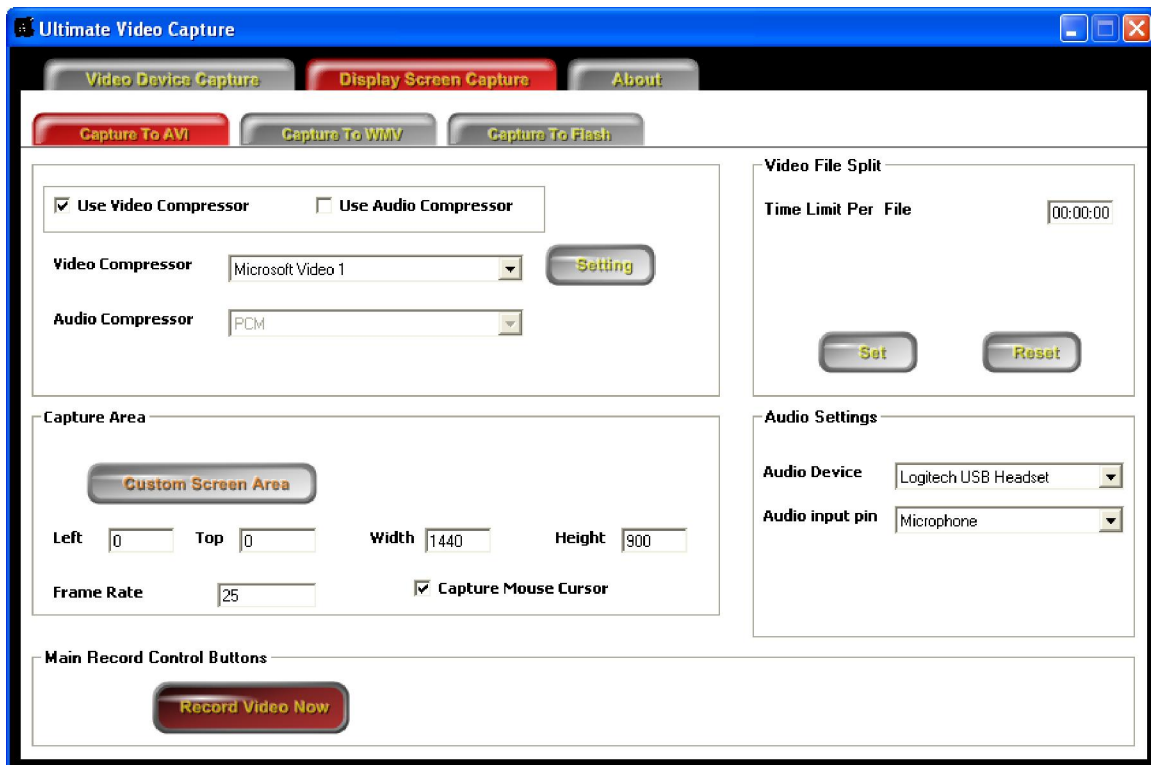 Ultimate Video Capture
Video Device Capture Display Screen Capture About
Capture To AVI Capture To WMV Capture To Flash
Use Video Compressor Use Audio Compressor
Video Compressor Microsoft Video 1 Setting
Audio Compressor PCM
Video File Split
Time Limit Per File 00:00:00
Set Reset
Capture Area
Custom Screen Area
Left 0 Top 0 Width 1440 Height 900
Frame Rate 25 Capture Mouse Cursor
Audio Settings
Audio Device Logitech USB Headset
Audio input pin Microphone
Main Record Control Buttons
Record Video Now